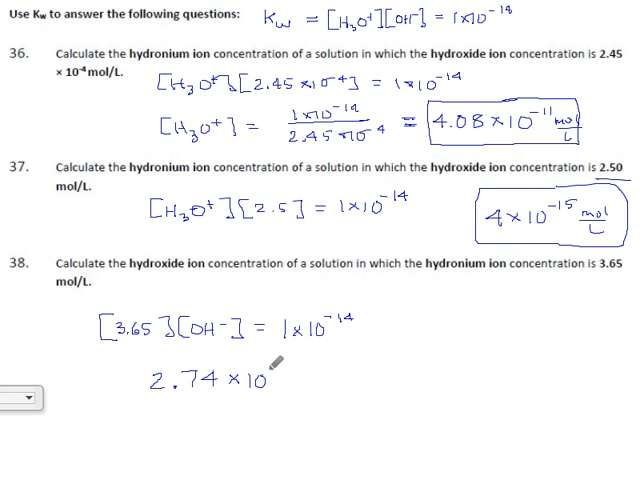 Use Kw to answer the following questions: Kw = [H₃O⁺][OH⁻] = 1×10⁻¹⁴
36. Calculate the hydronium ion concentration of a solution in which the hydroxide ion concentration is 2.45
× 10⁻⁴ mol/L.
[H₃O⁺][2.45×10⁻⁴] = 1×10⁻¹⁴
[H₃O⁺] = 1×10⁻¹⁴ / 2.45×10⁻⁴ = 4.08×10⁻¹¹ mol/L
37. Calculate the hydronium ion concentration of a solution in which the hydroxide ion concentration is 2.50
mol/L.
[H₃O⁺][2.5] = 1×10⁻¹⁴ 4×10⁻¹⁵ mol/L
38. Calculate the hydroxide ion concentration of a solution in which the hydronium ion concentration is 3.65
mol/L.
[3.65][OH⁻] = 1×10⁻¹⁴
2.74×10